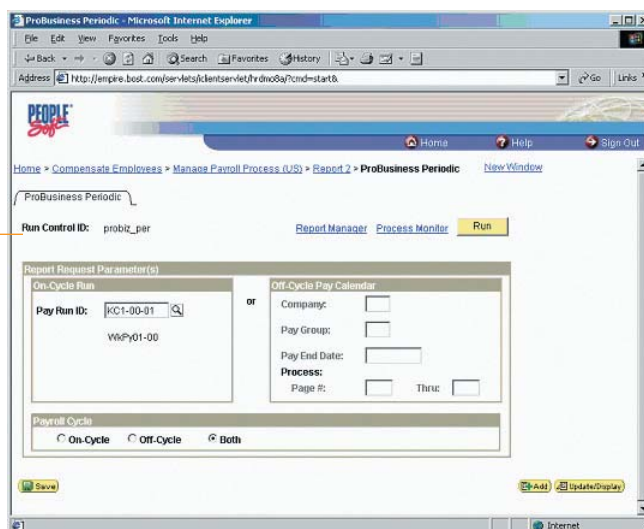 ProBusiness Periodic - Microsoft Internet Explorer
File Edit View Favorites Tools Help
Back Search Favorites History
Address http://empire.bost.com/servlets/iclientservlet/hrdmo8a/?cmd=start& Go Links
PEOPLE Soft
Home Help Sign Out
Home > Compensate Employees > Manage Payroll Process (US) > Report 2 > ProBusiness Periodic New Window
ProBusiness Periodic
Run Control ID: probiz_per Report Manager Process Monitor Run
Report Request Parameter(s)
On-Cycle Run
Pay Run ID: KC1-00-01
WkPy01-00
or
Off-Cycle Pay Calendar
Company:
Pay Group:
Pay End Date:
Process:
Page #: Thru:
Payroll Cycle
On-Cycle Off-Cycle Both
Save Add Update/Display
Internet